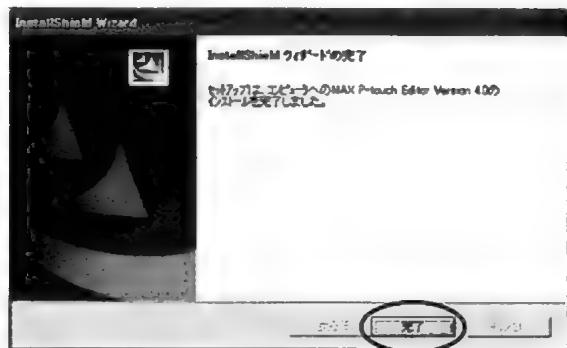 InstallShield Wizard
InstallShield ウィザードの完了
セットアップは、コンピュータへのMAX P-touch Editor Version 4.0の
インストールを完了しました。
完了